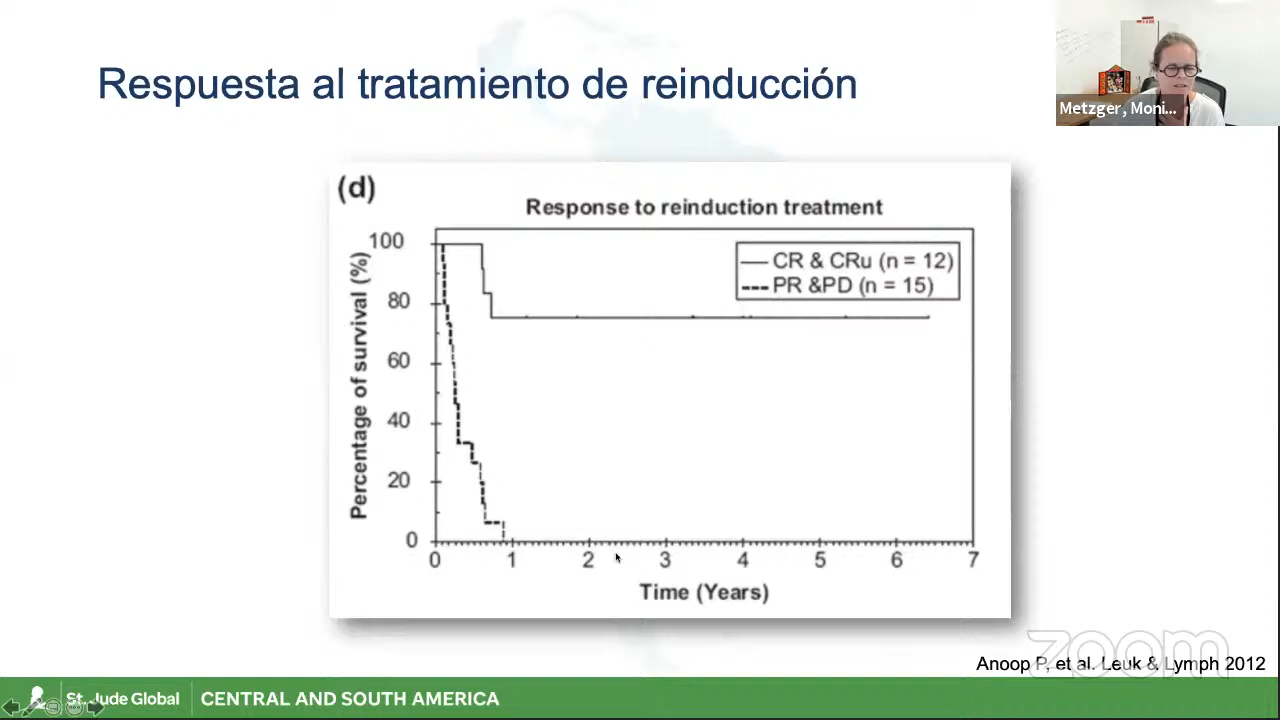 Respuesta al tratamiento de reinducción
Metzger, Moni...
(d)
Response to reinduction treatment
CR & CRu (n = 12)
PR &PD (n = 15)
Percentage of survival (%)
100
80
60
40
20
0
0 1 2 3 4 5 6 7
Time (Years)
zoom
Anoop P, et al. Leuk & Lymph 2012
St. Jude Global
CENTRAL AND SOUTH AMERICA